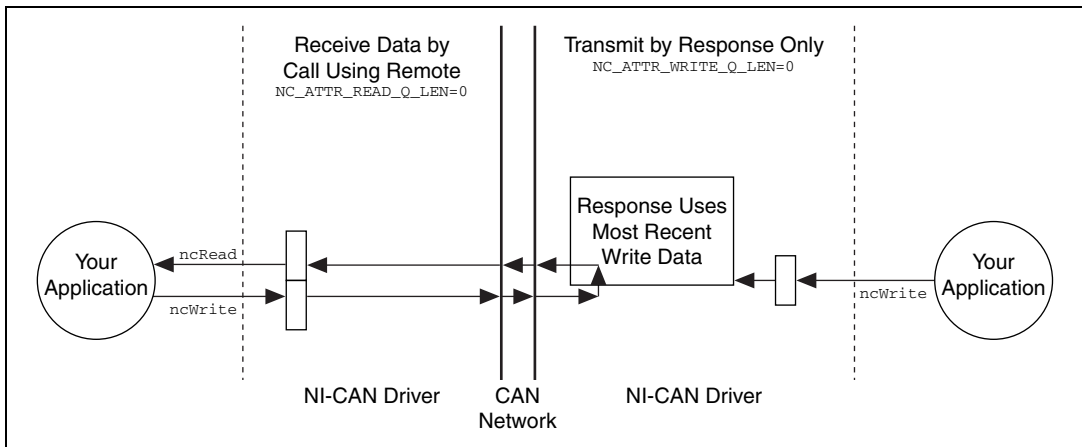 Receive Data by
Call Using Remote
NC_ATTR_READ_Q_LEN=0
Transmit by Response Only
NC_ATTR_WRITE_Q_LEN=0
Your
Application
ncRead
ncWrite
Response Uses
Most Recent
Write Data
ncWrite
Your
Application
NI-CAN Driver
CAN
Network
NI-CAN Driver